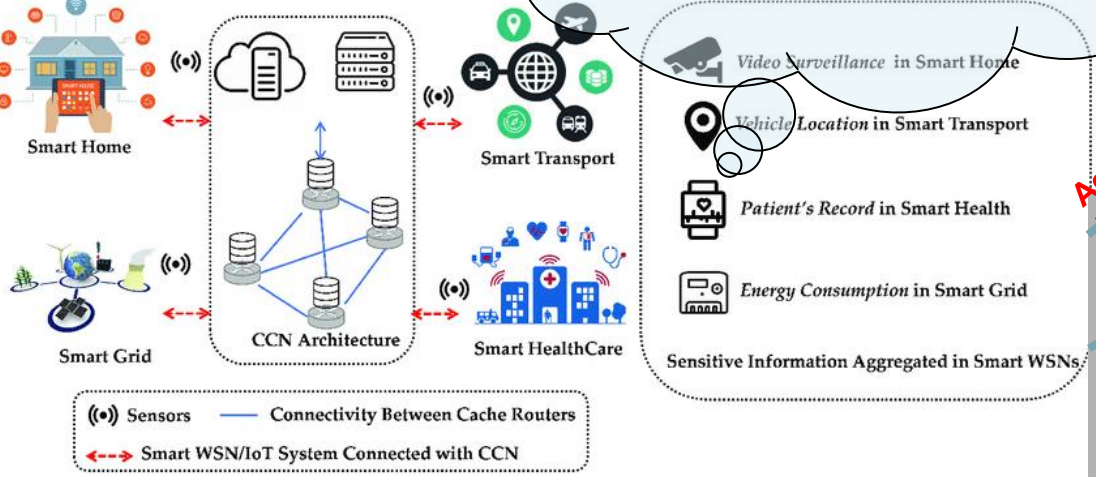 Smart Home
Smart Grid
CCN Architecture
Smart Transport
Smart HealthCare
SMART HOUSE
Video Surveillance in Smart Home
Vehicle Location in Smart Transport
Patient's Record in Smart Health
Energy Consumption in Smart Grid
Sensitive Information Aggregated in Smart WSNs
Sensors
Connectivity Between Cache Routers
Smart WSN/IoT System Connected with CCN